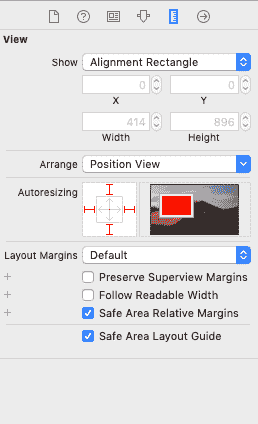 View
Show Alignment Rectangle
0 0
X Y
414 896
Width Height
Arrange Position View
Autoresizing
Layout Margins Default
Preserve Superview Margins
Follow Readable Width
Safe Area Relative Margins
Safe Area Layout Guide